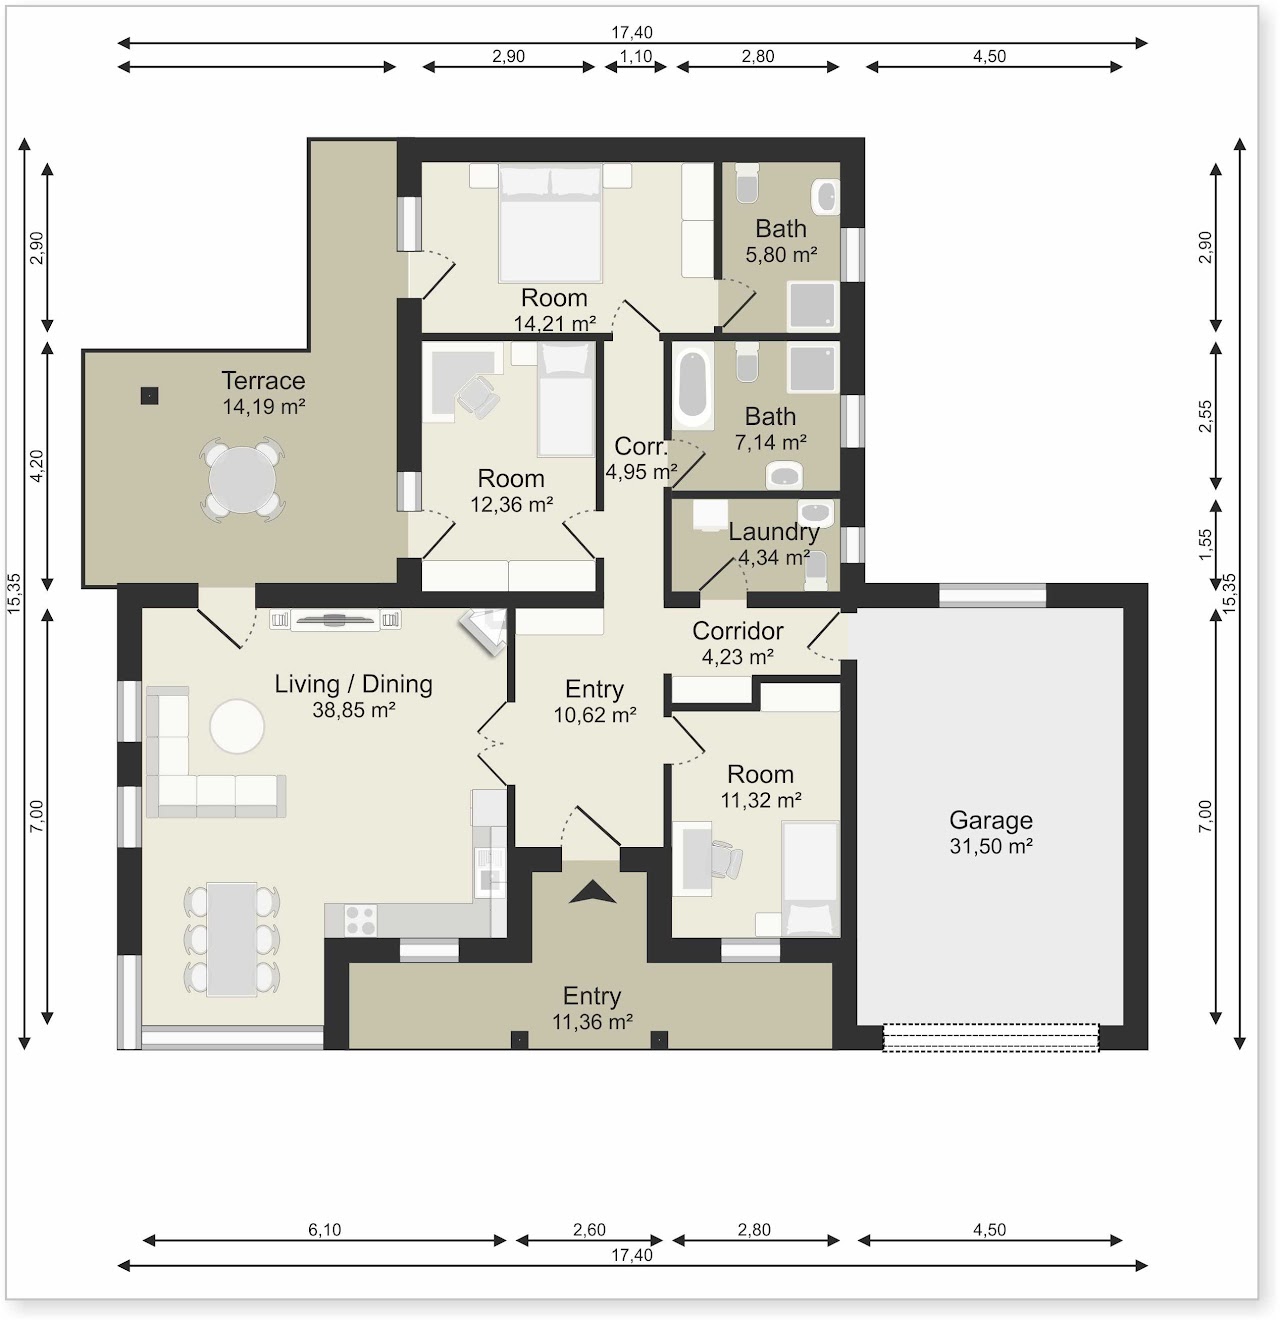 17,40
2,90
1,10
2,80
4,50
Bath
5,80 m²
2,90
2,90
Room
14,21 m²
Terrace
14,19 m²
Bath
7,14 m²
2,55
Corr.
4,95 m²
4,20
Room
12,36 m²
Laundry
4,34 m²
1,55
15,35
15,35
Corridor
4,23 m²
Living / Dining
38,85 m²
Entry
10,62 m²
Room
11,32 m²
7,00
7,00
Garage
31,50 m²
Entry
11,36 m²
6,10
2,60
2,80
4,50
17,40